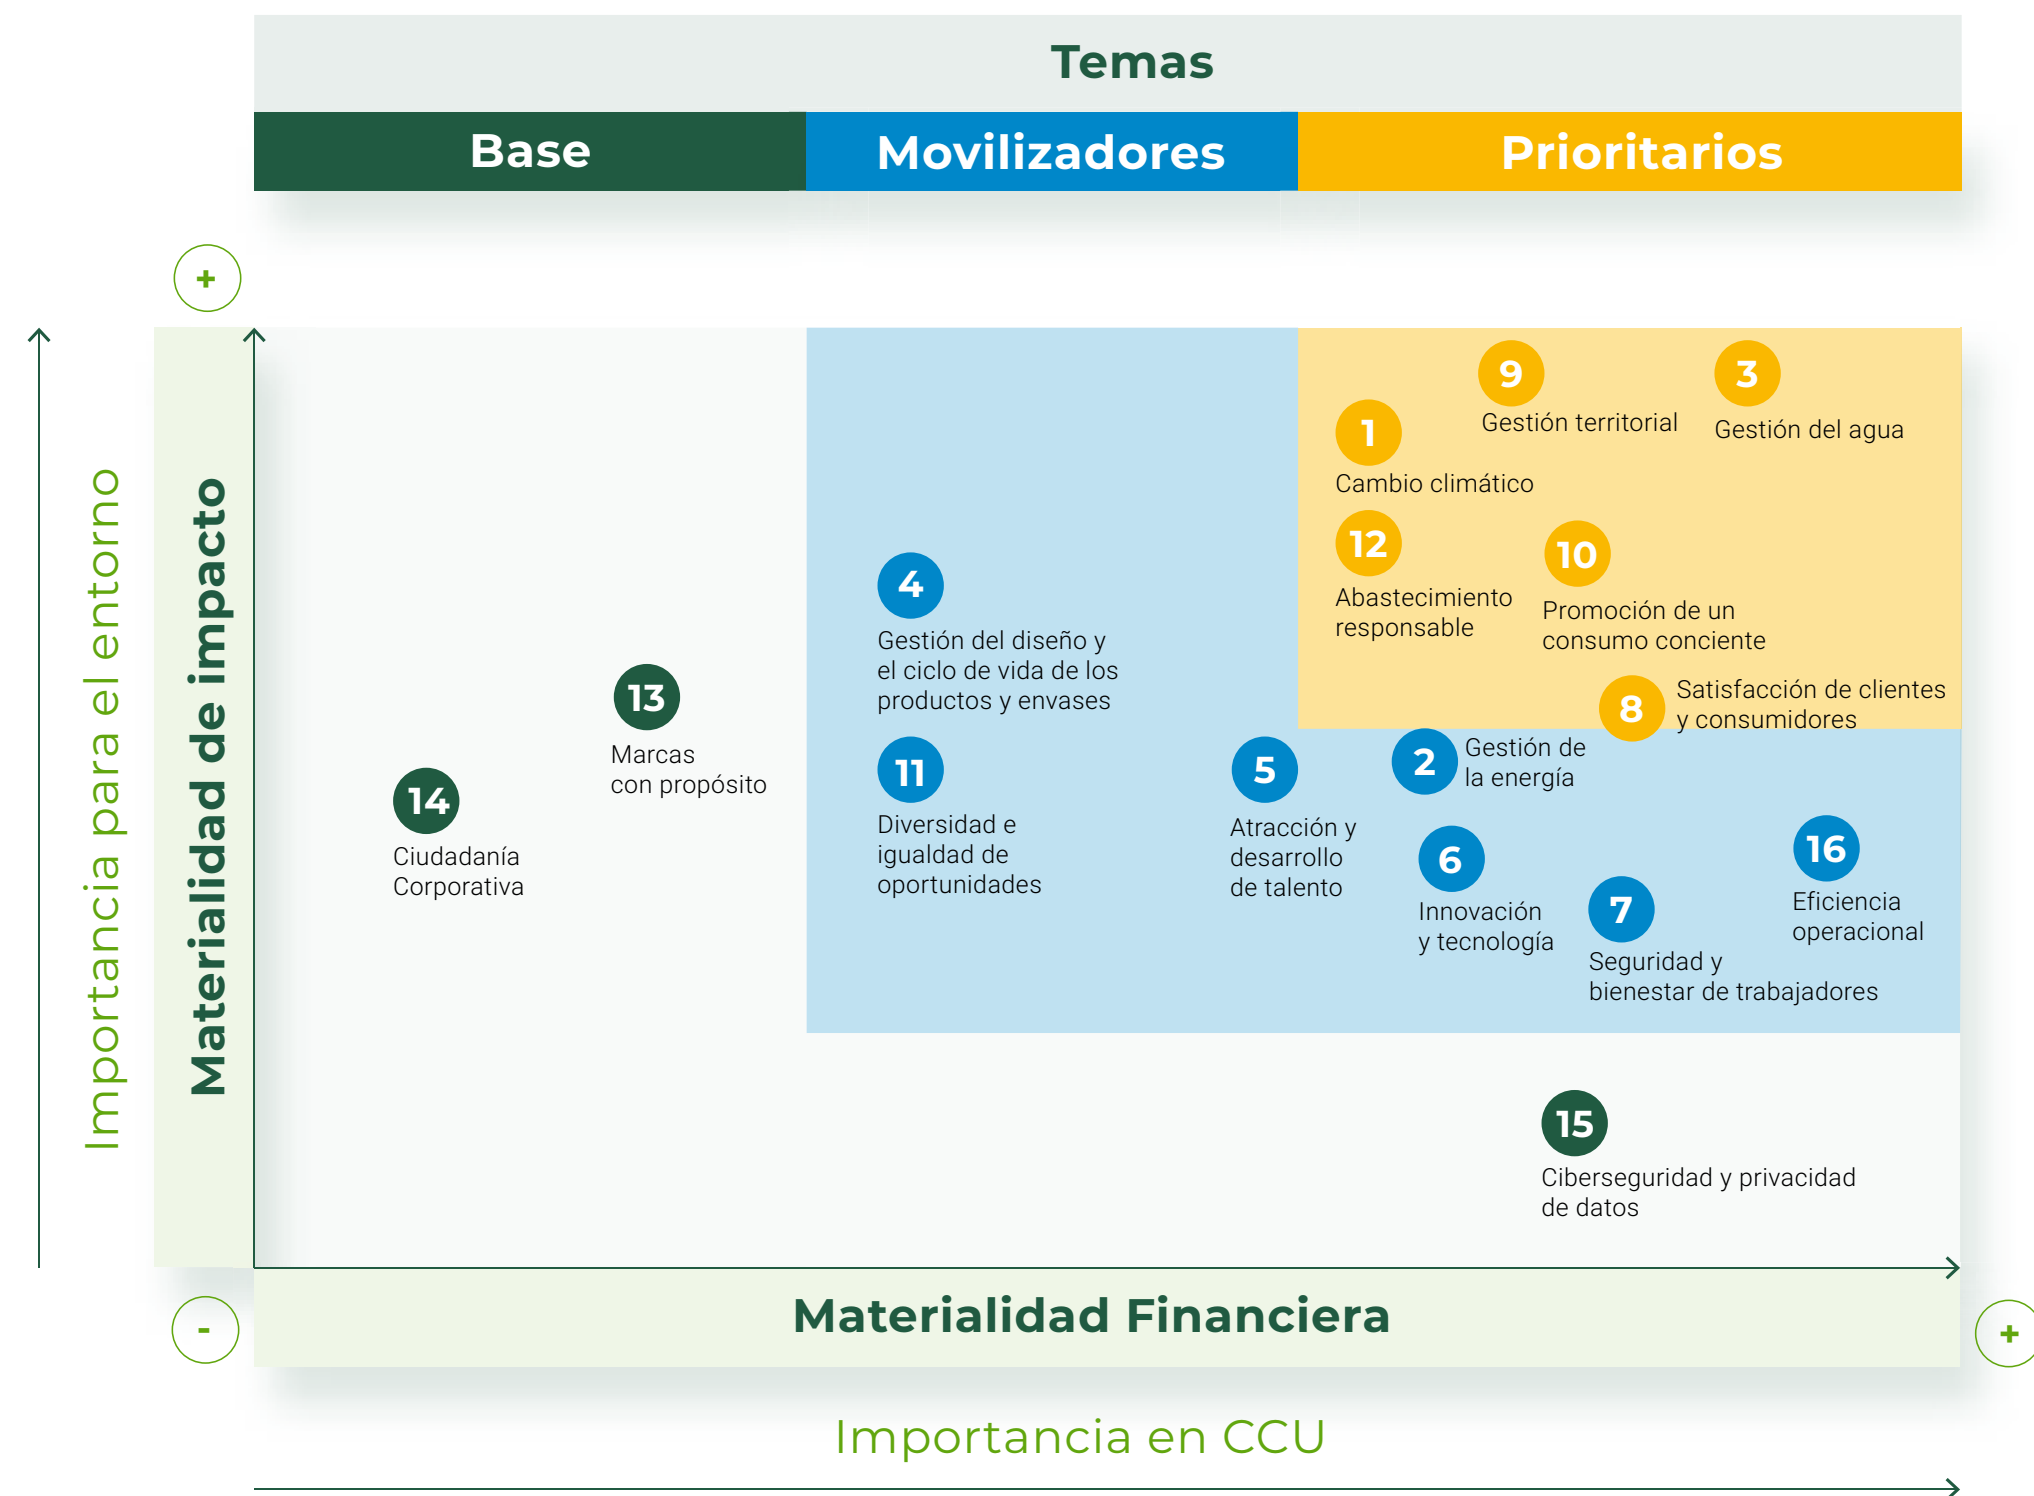 Temas
Base
Movilizadores
Prioritarios
+
Importancia para el entorno
Materialidad de impacto
9
Gestión territorial
3
Gestión del agua
1
Cambio climático
12
Abastecimiento
responsable
10
Promoción de un
consumo conciente
8
Satisfacción de clientes
y consumidores
4
Gestión del diseño y
el ciclo de vida de los
productos y envases
13
Marcas
con propósito
14
Ciudadanía
Corporativa
11
Diversidad e
igualdad de
oportunidades
5
Atracción y
desarrollo
de talento
2
Gestión de
la energía
6
Innovación
y tecnología
7
Seguridad y
bienestar de trabajadores
16
Eficiencia
operacional
15
Ciberseguridad y privacidad
de datos
-
Materialidad Financiera
+
Importancia en CCU